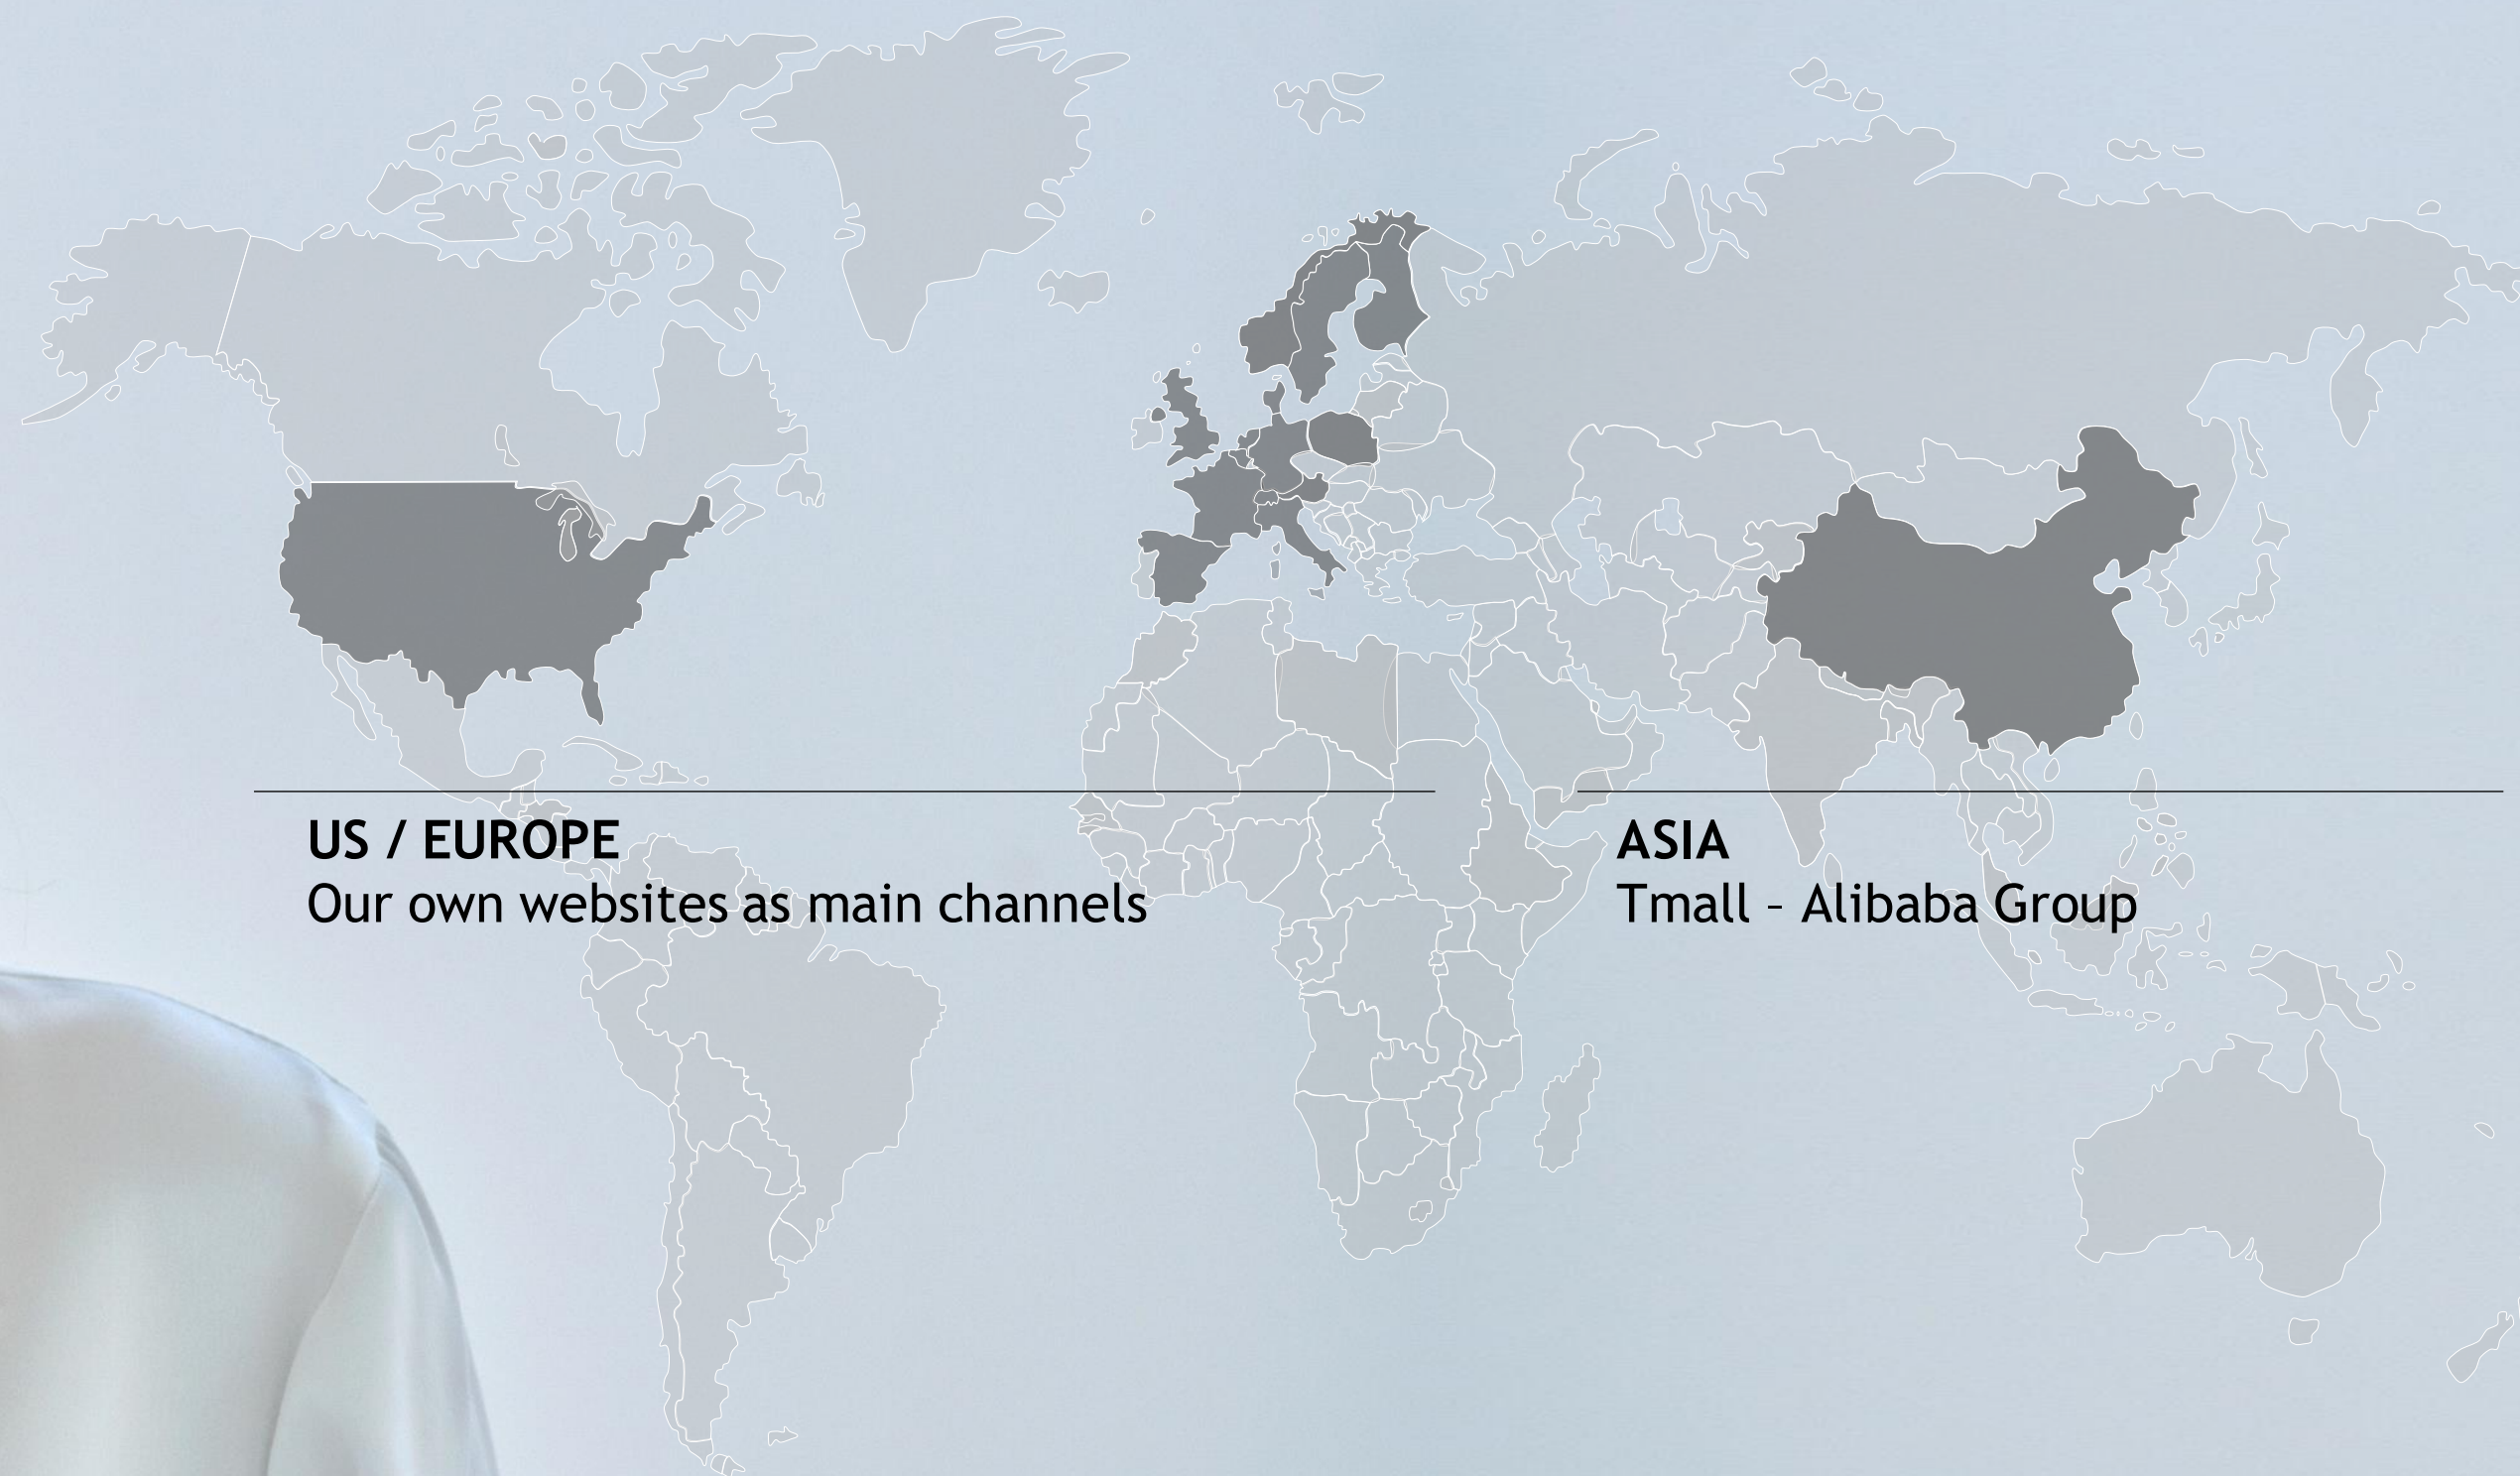 US / EUROPE
Our own websites as main channels
ASIA
Tmall – Alibaba Group